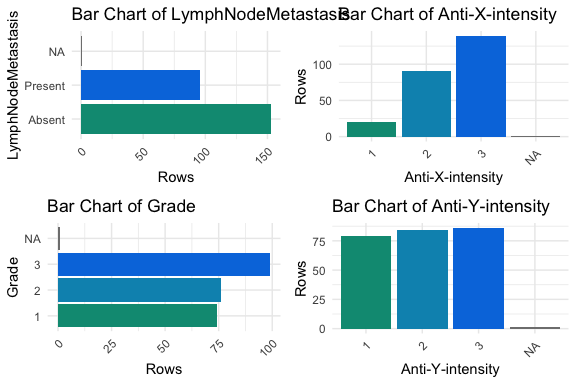 Bar Chart of LymphNodeMetastasis
LymphNodeMetastasis
NA
Present
Absent
0
50
100
150
Rows
Bar Chart of Anti-X-intensity
Rows
100
50
0
1
2
3
NA
Anti-X-intensity
Bar Chart of Grade
Grade
NA
3
2
1
0
25
50
75
100
Rows
Bar Chart of Anti-Y-intensity
Rows
75
50
25
0
1
2
3
NA
Anti-Y-intensity